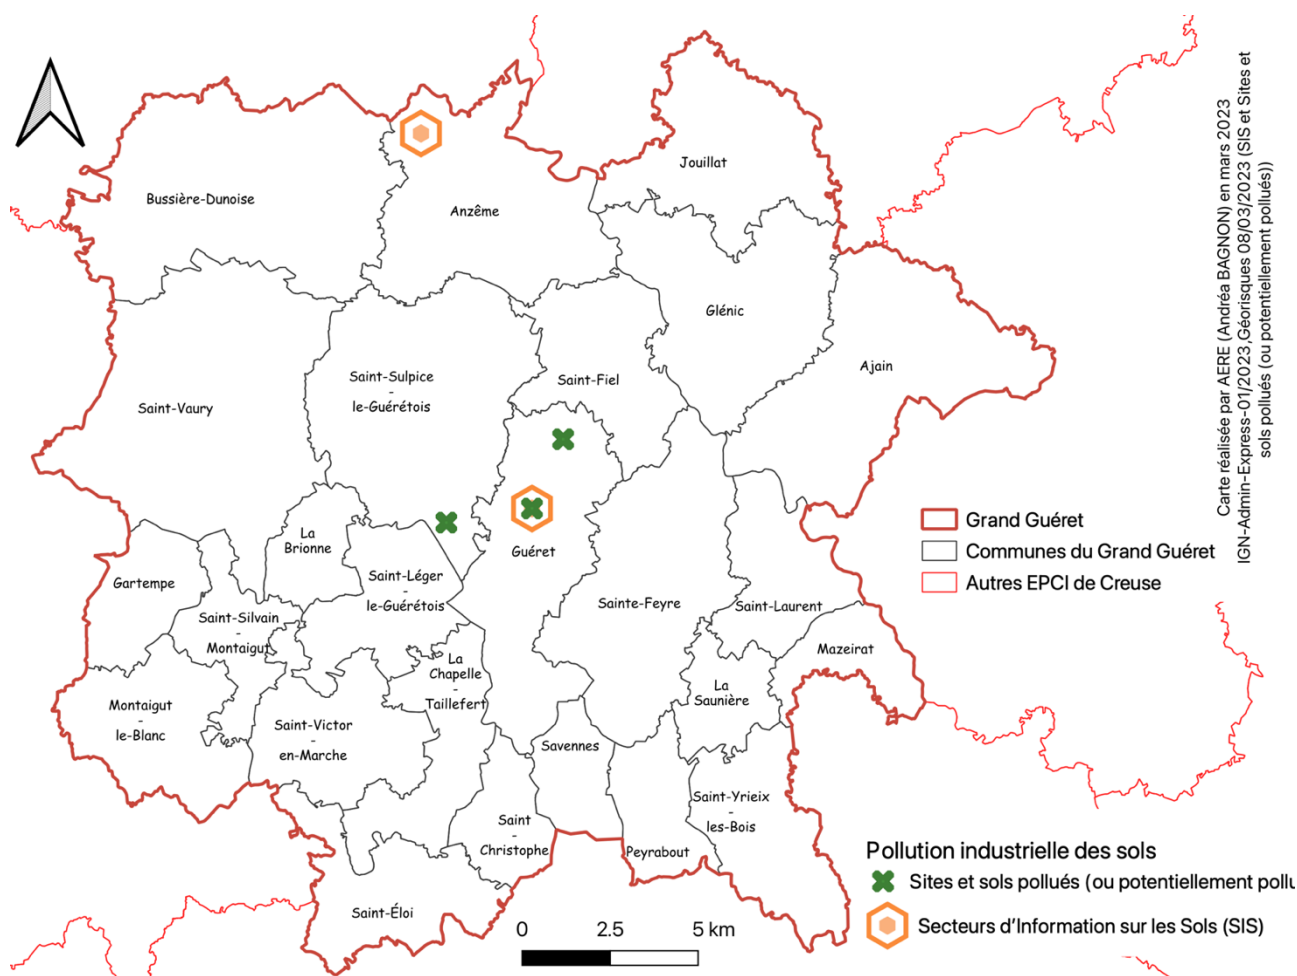 Jouillat
Bussière-Dunoise
Anzême
Glénic
Ajain
Saint-Sulpice
-
le-Guérétois
Saint-Fiel
Saint-Vaury
La
Brionne
Guéret
Gartempe
Saint-Léger
-
le-Guérétois
Sainte-Feyre
Saint-Laurent
Saint-Silvain
-
Montaigut
Mazeirat
La
Chapelle
-
Taillefert
La
Saunière
Montaigut
-
le-Blanc
Saint-Victor
-
en-Marche
Savennes
Saint-Yrieix
-
les-Bois
Saint
-
Christophe
Peyrabout
Saint-Éloi
Carte réalisée par AERE (Andréa BAGNON) en mars 2023
IGN-Admin-Express-01/2023,Géorisques 08/03/2023 (SIS et Sites et
sols pollués (ou potentiellement pollués))
Grand Guéret
Communes du Grand Guéret
Autres EPCI de Creuse
Pollution industrielle des sols
Sites et sols pollués (ou potentiellement pollu
Secteurs d'Information sur les Sols (SIS)
0 2.5 5 km